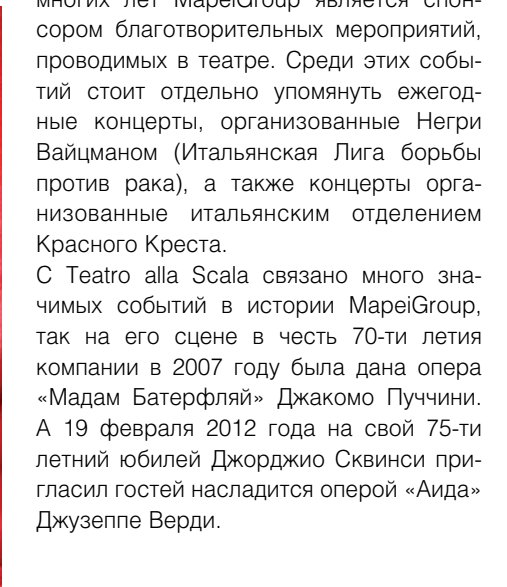 многих лет MapeiGroup является спон-
сором благотворительных мероприятий,
проводимых в театре. Среди этих собы-
тий стоит отдельно упомянуть ежегод-
ные концерты, организованные Негри
Вайцманом (Итальянская Лига борьбы
против рака), а также концерты орга-
низованные итальянским отделением
Красного Креста.
С Teatro alla Scala связано много зна-
чимых событий в истории MapeiGroup,
так на его сцене в честь 70-ти летия
компании в 2007 году была дана опера
«Мадам Батерфляй» Джакомо Пуччини.
А 19 февраля 2012 года на свой 75-ти
летний юбилей Джорджио Сквинси при-
гласил гостей насладится оперой «Аида»
Джузеппе Верди.